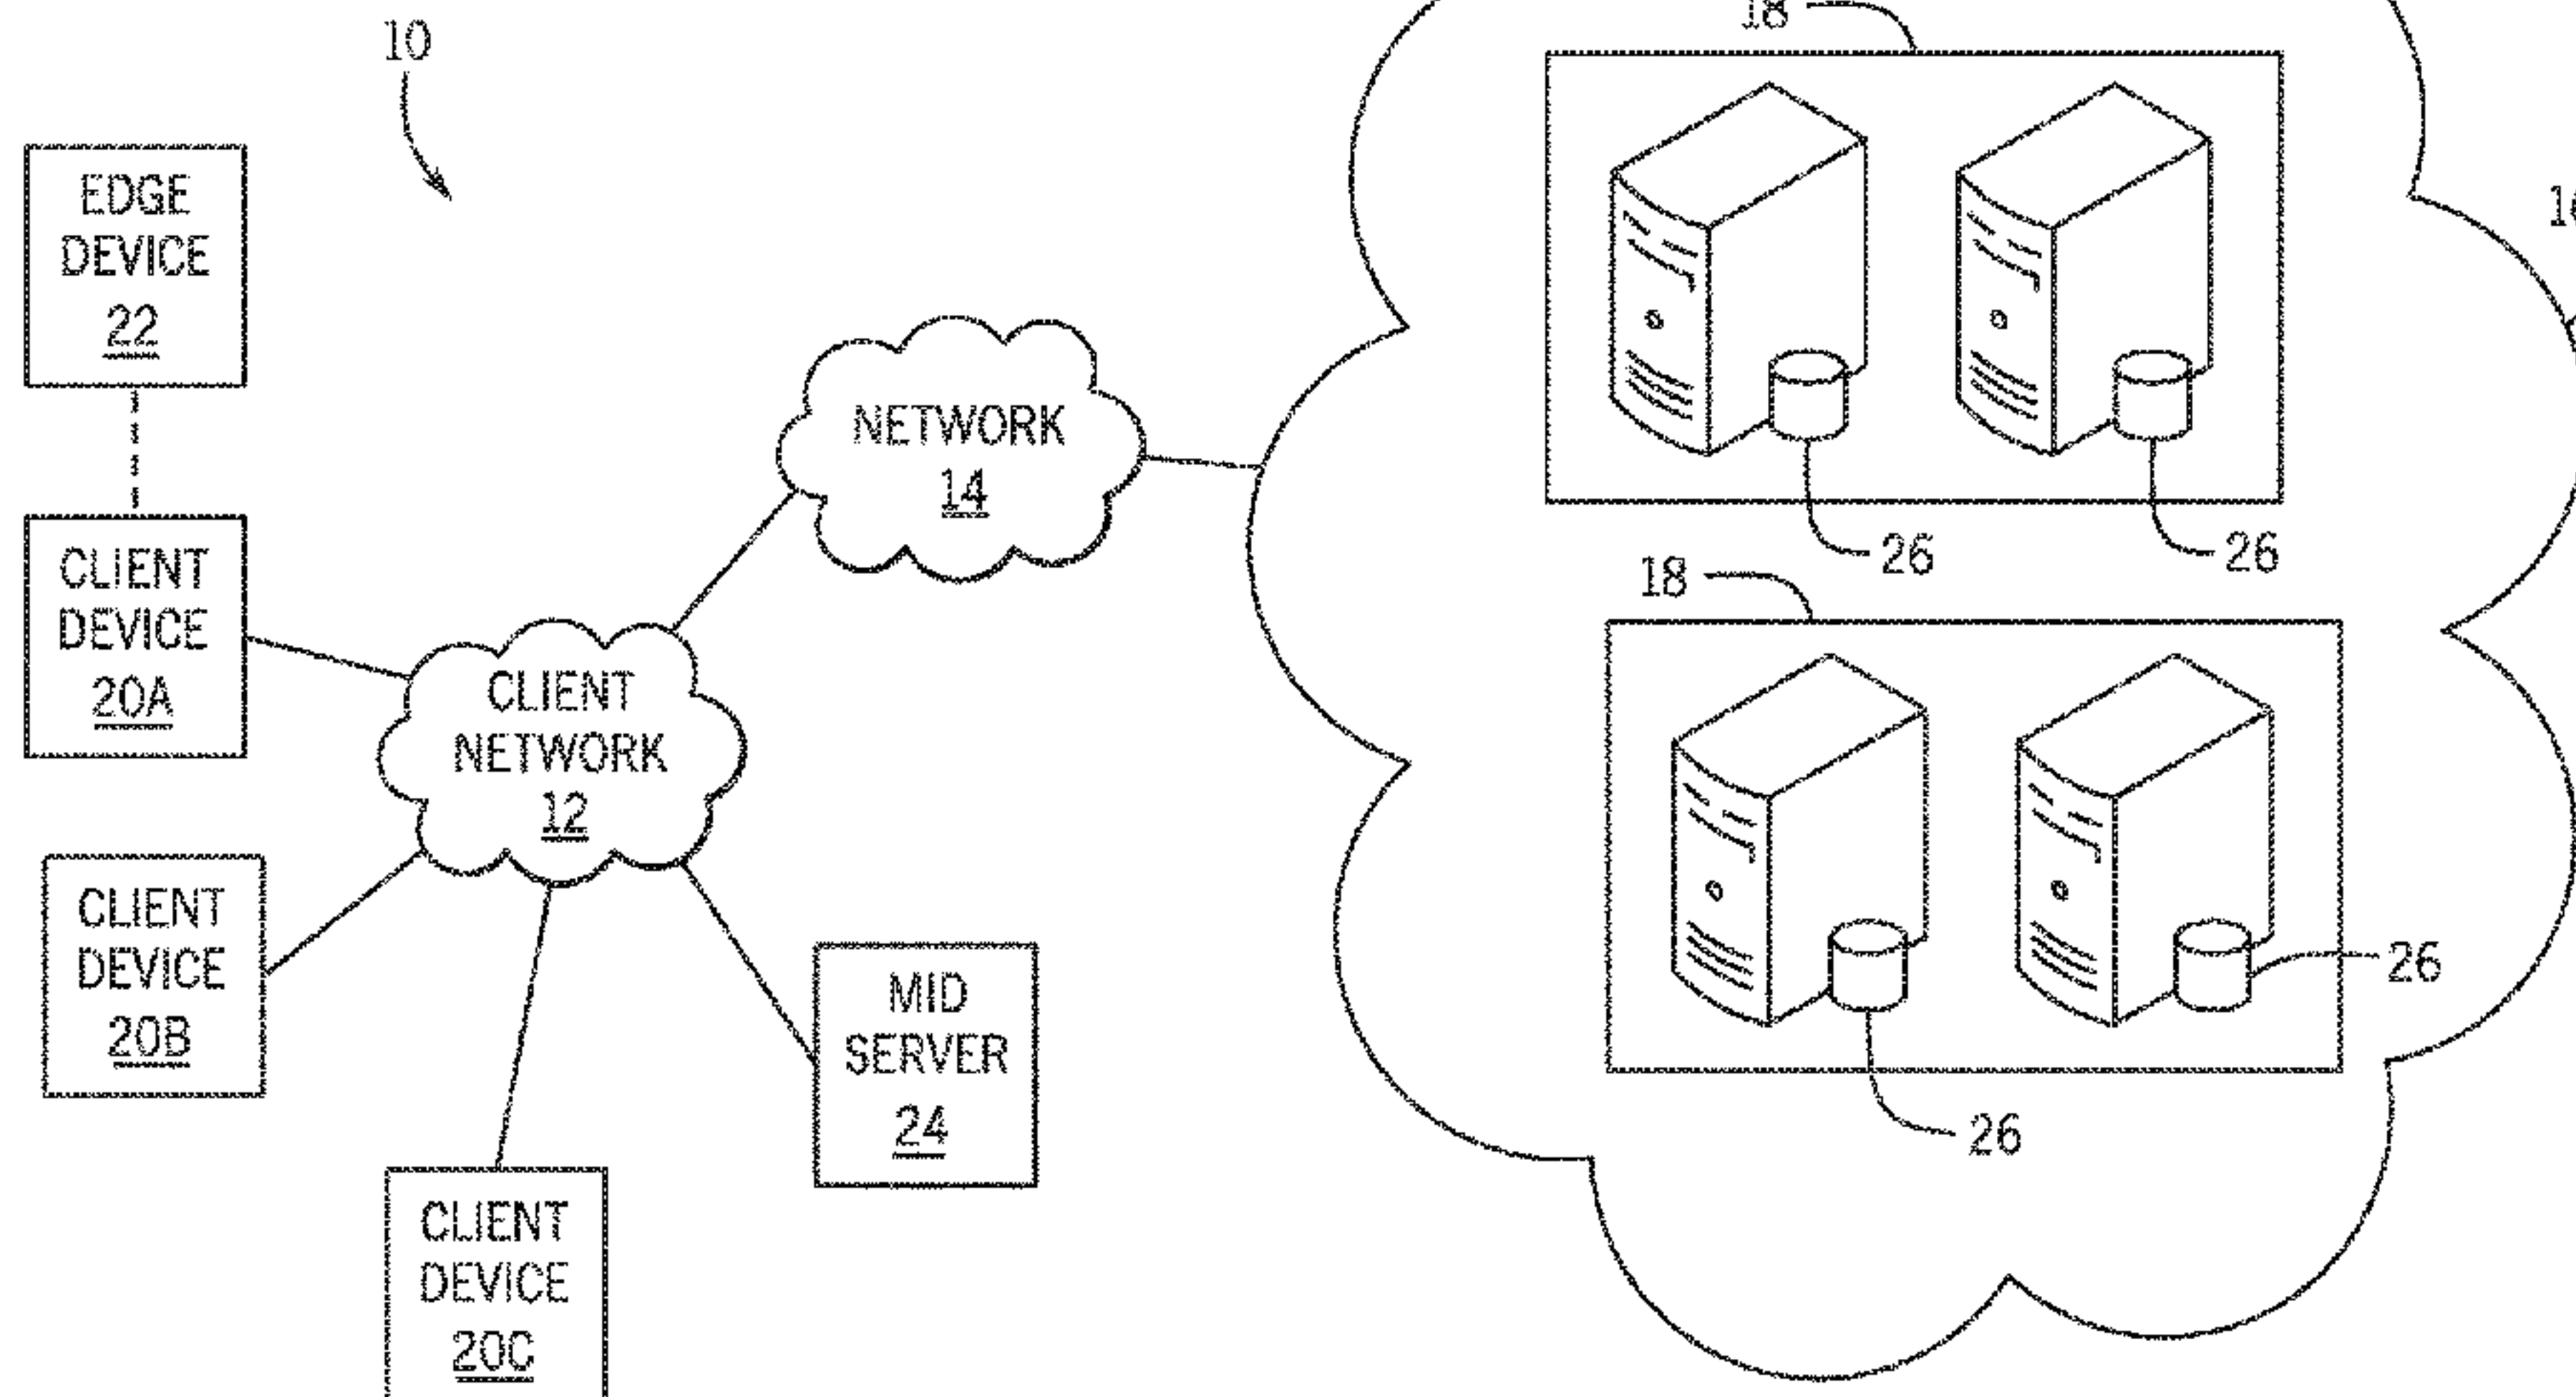 10
18
EDGE
DEVICE
22
NETWORK
14
26
26
CLIENT
DEVICE
20A
18
CLIENT
NETWORK
12
CLIENT
DEVICE
20B
MID
SERVER
24
26
26
CLIENT
DEVICE
20C